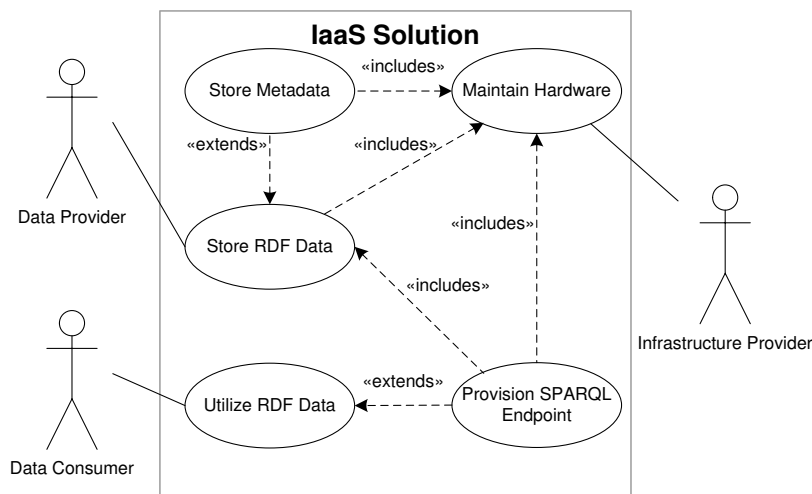 IaaS Solution
«includes»
Store Metadata
Maintain Hardware
«extends»
«includes»
Data Provider
Store RDF Data
«includes»
«includes»
Infrastructure Provider
Utilize RDF Data
«extends»
Provision SPARQL
Endpoint
Data Consumer